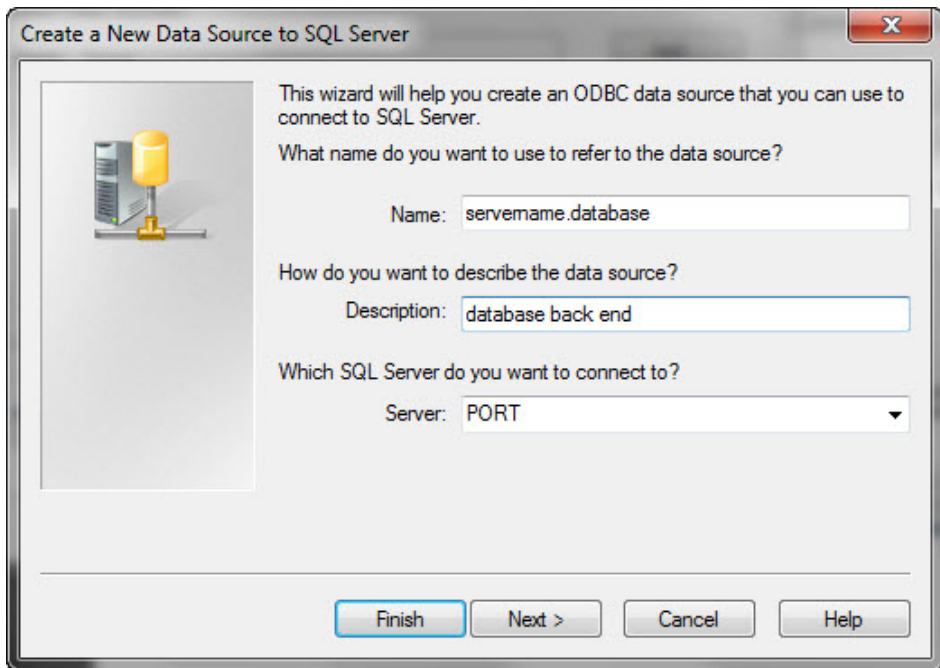 Create a New Data Source to SQL Server
This wizard will help you create an ODBC data source that you can use to
connect to SQL Server.
What name do you want to use to refer to the data source?
Name: servername.database
How do you want to describe the data source?
Description: database back end
Which SQL Server do you want to connect to?
Server: PORT
Finish Next > Cancel Help